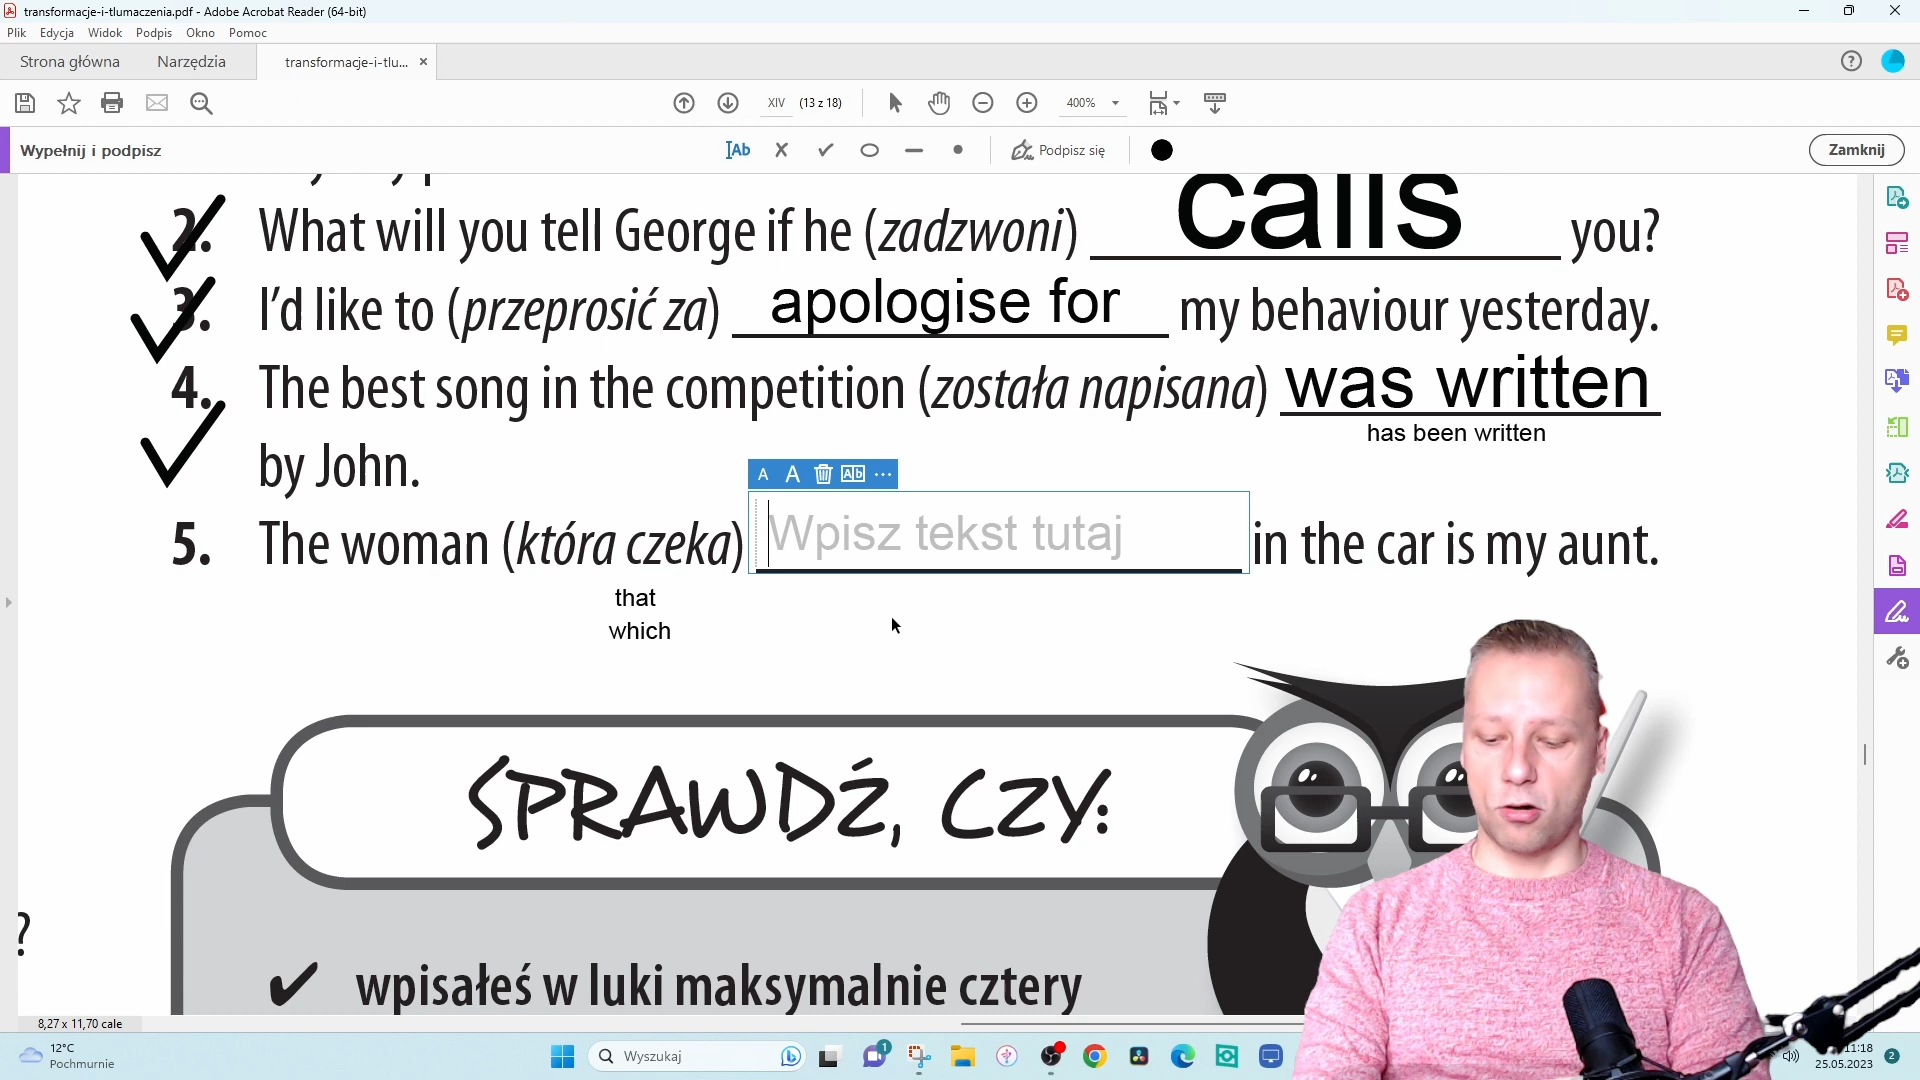 transformacje-i-tlumaczenia.pdf - Adobe Acrobat Reader (64-bit)
Plik Edycja Widok Podpis Okno Pomoc
Strona główna Narzędzia transformacje-i-tlu... ×
XIV (13 z 18) 400%
Wypełnij i podpisz Ab Podpisz się Zamknij
2. What will you tell George if he (zadzwoni) calls you?
3. I'd like to (przeprosić za) apologise for my behaviour yesterday.
4. The best song in the competition (została napisana) was written
has been written
by John.
A A Ab ...
5. The woman (która czeka) Wpisz tekst tutaj in the car is my aunt.
that
which
SPRAWDŹ, CZY:
?
✔ wpisałeś w luki maksymalnie cztery
8,27 x 11,70 cale
12°C
Pochmurnie
Wyszukaj
1
11:18
25.05.2023
2